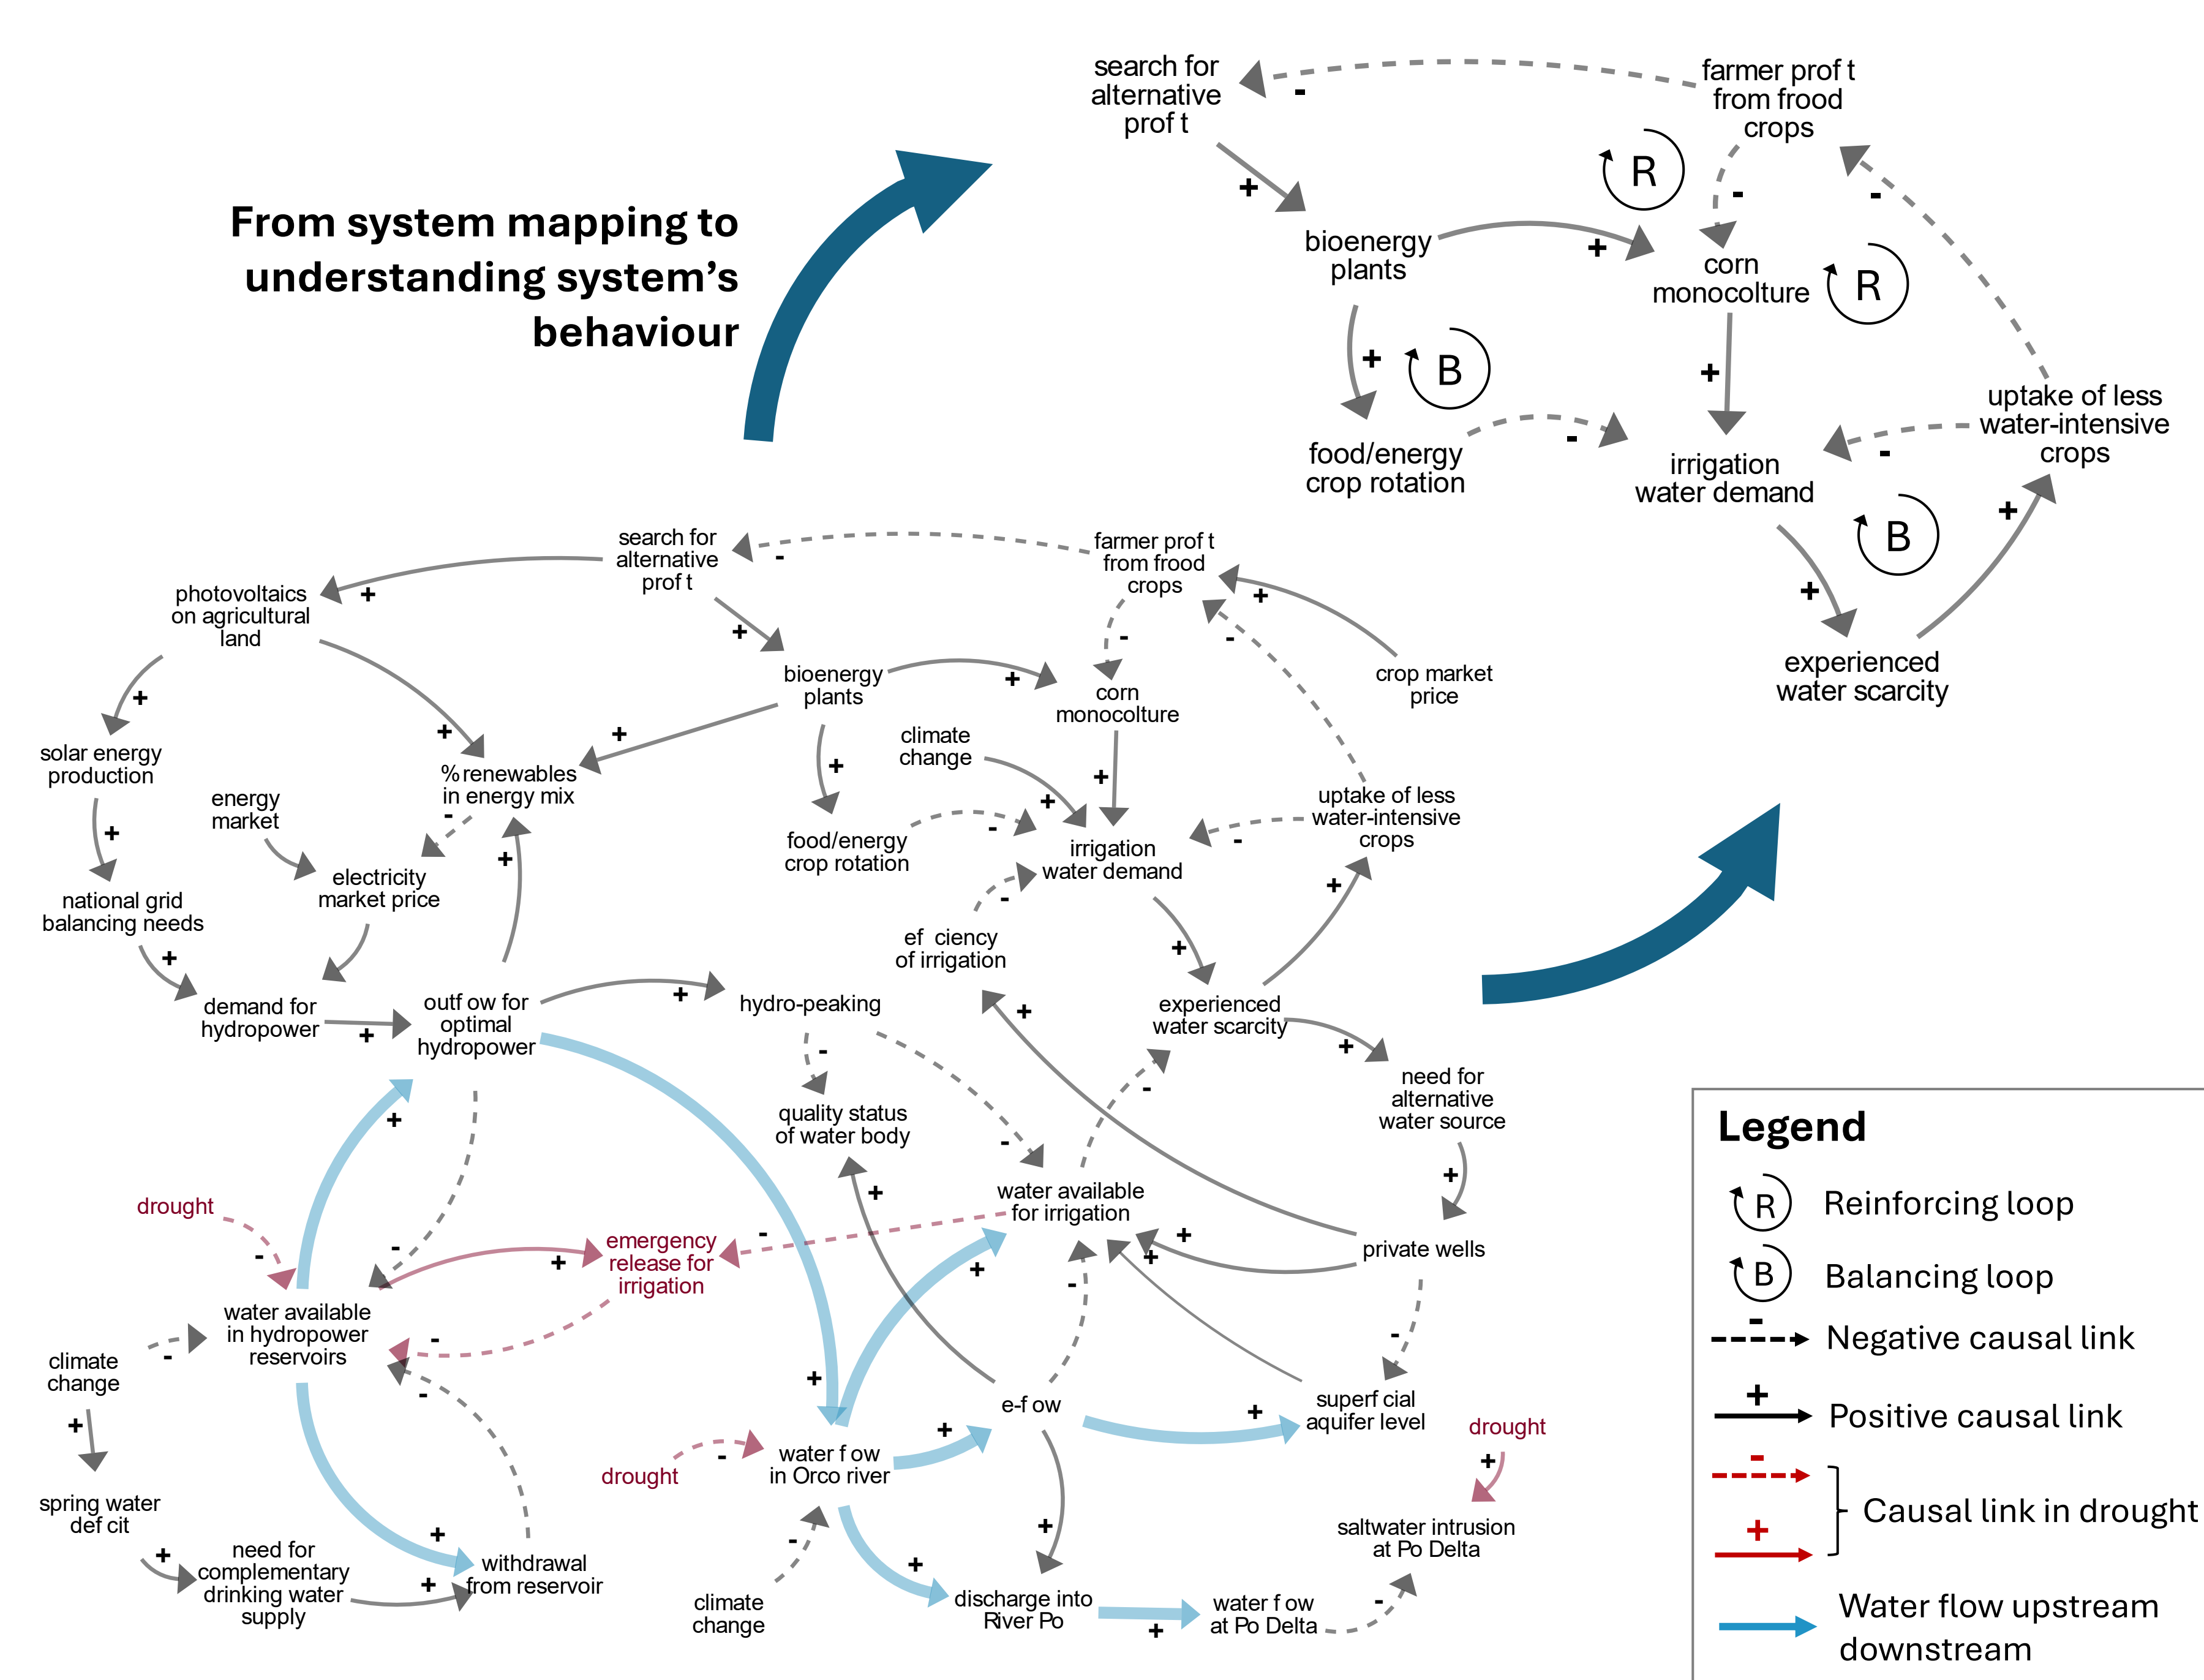 From system mapping to
understanding system's
behaviour
search for
alternative
prof t
-
farmer prof t
from frood
crops
+
R
-
-
bioenergy
plants
+
corn
monocolture
R
+
B
+
uptake of less
water-intensive
crops
food/energy
crop rotation
-
irrigation
water demand
-
B
+
+
experienced
water scarcity
search for
alternative
prof t
-
farmer prof t
from frood
crops
photovoltaics
on agricultural
land
+
+
-
-
+
crop market
price
bioenergy
plants
+
corn
monocolture
+
+
+
solar energy
production
% renewables
in energy mix
climate
change
+
+
+
energy
market
-
food/energy
crop rotation
-
irrigation
water demand
-
uptake of less
water-intensive
crops
+
+
electricity
market price
-
+
national grid
balancing needs
ef ciency
of irrigation
+
+
demand for
hydropower
+
outf ow for
optimal
hydropower
+
hydro-peaking
+
experienced
water scarcity
+
-
-
-
need for
alternative
water source
+
quality status
of water body
-
+
+
drought
-
-
+
emergency
release for
irrigation
-
water available
for irrigation
+
+
private wells
water available
in hydropower
reservoirs
-
+
-
-
climate
change
-
-
+
e-f ow
+
superf cial
aquifer level
drought
+
+
drought
-
water f ow
in Orco river
+
spring water
def cit
saltwater intrusion
at Po Delta
+
need for
complementary
drinking water
supply
+
+
withdrawal
from reservoir
-
climate
change
+
+
discharge into
River Po
+
water f ow
at Po Delta
-
Legend
R
Reinforcing loop
B
Balancing loop
-
Negative causal link
+
Positive causal link
-
+
Causal link in drought
Water flow upstream
downstream